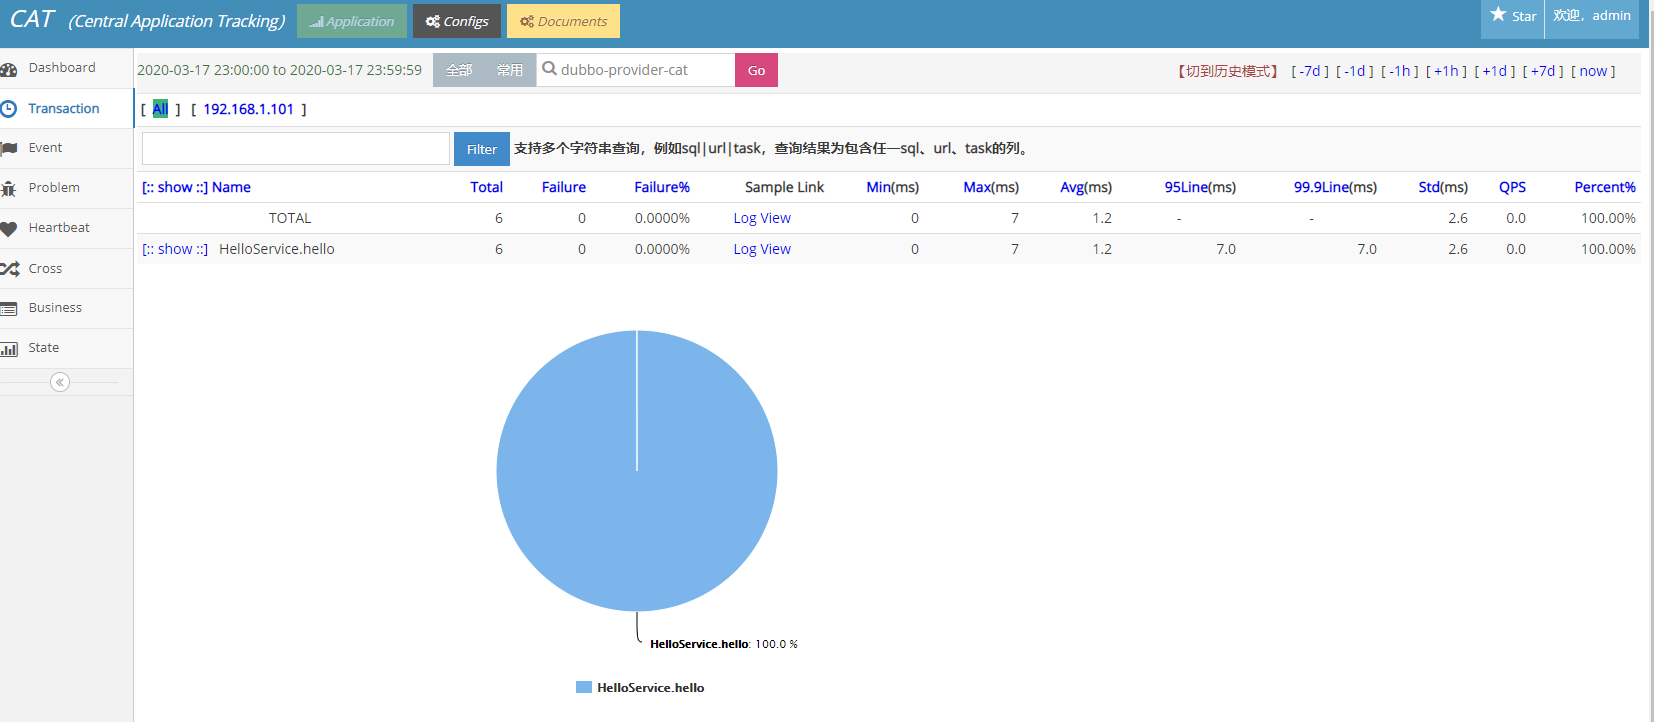 CAT (Central Application Tracking) Application Configs Documents Star 欢迎，admin
Dashboard
Transaction
Event
Problem
Heartbeat
Cross
Business
State
2020-03-17 23:00:00 to 2020-03-17 23:59:59 全部 常用 dubbo-provider-cat Go 【切到历史模式】 [ -7d ] [ -1d ] [ -1h ] [ +1h ] [ +1d ] [ +7d ] [ now ]
[ All ] [ 192.168.1.101 ]
Filter 支持多个字符串查询，例如sql|url|task，查询结果为包含任一sql、url、task的列。
[:: show ::] Name Total Failure Failure% Sample Link Min(ms) Max(ms) Avg(ms) 95Line(ms) 99.9Line(ms) Std(ms) QPS Percent%
TOTAL 6 0 0.0000% Log View 0 7 1.2 - - 2.6 0.0 100.00%
[:: show ::] HelloService.hello 6 0 0.0000% Log View 0 7 1.2 7.0 7.0 2.6 0.0 100.00%
HelloService.hello: 100.0 %
HelloService.hello